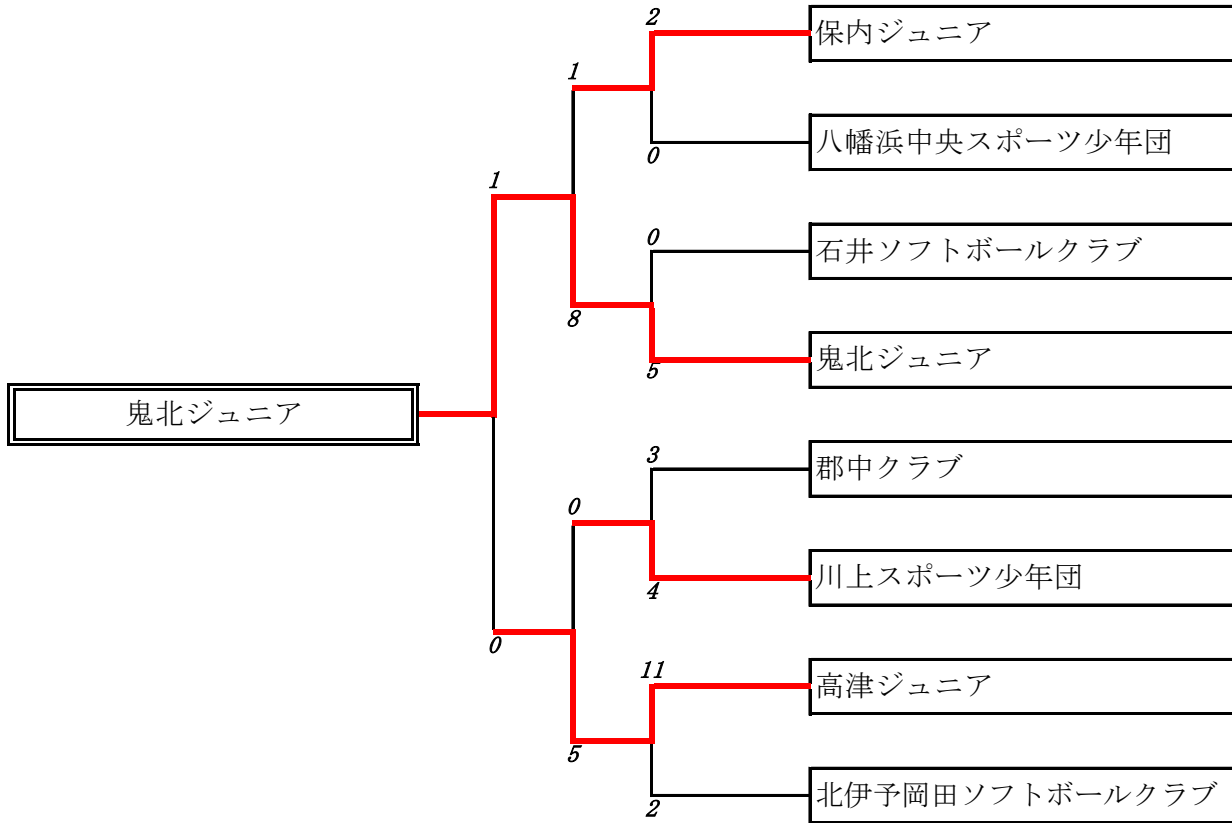 2
保内ジュニア
1
八幡浜中央スポーツ少年団
0
1
0
石井ソフトボールクラブ
8
鬼北ジュニア
5
鬼北ジュニア
3
郡中クラブ
0
川上スポーツ少年団
4
0
11
高津ジュニア
5
北伊予岡田ソフトボールクラブ
2